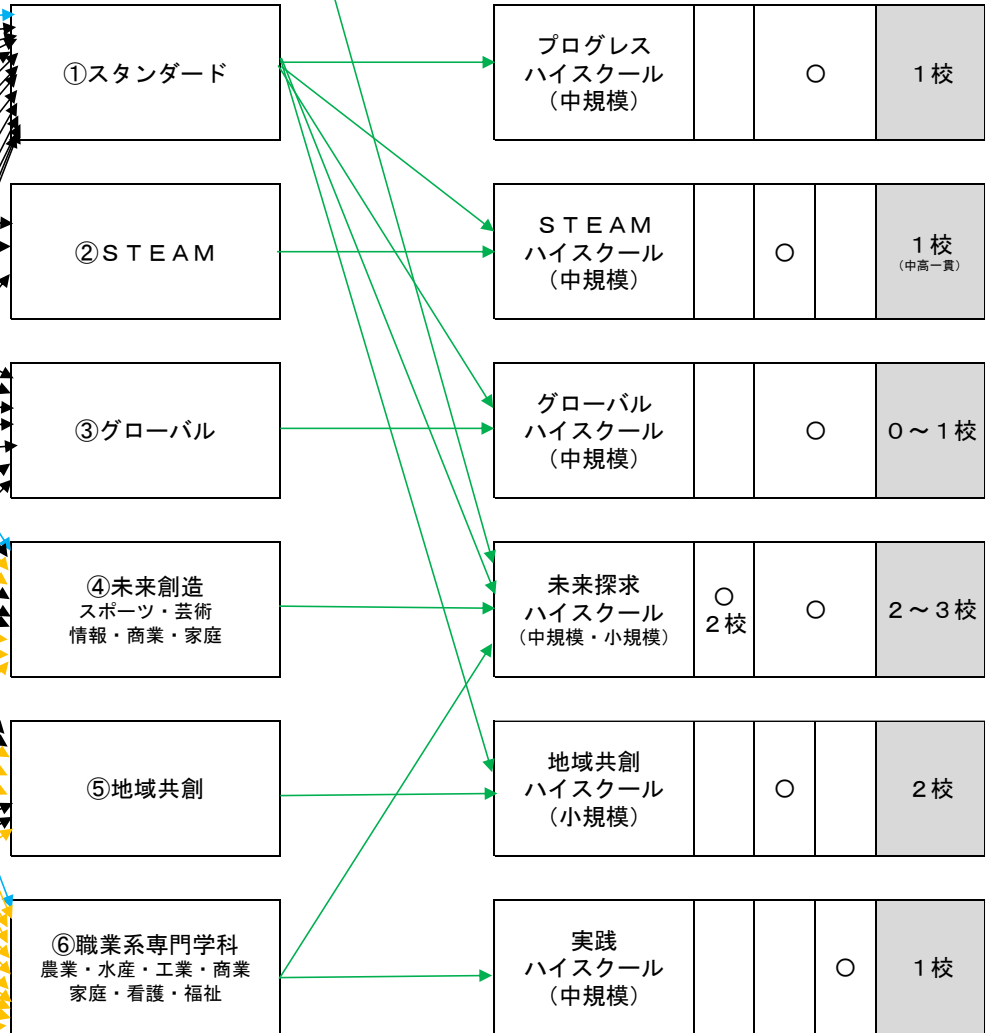 ①スタンダード
プログレス
ハイスクール
（中規模）
○
１校
②ＳＴＥＡＭ
ＳＴＥＡＭ
ハイスクール
（中規模）
○
１校
（中高一貫）
③グローバル
グローバル
ハイスクール
（中規模）
○
０～１校
④未来創造
スポーツ・芸術
情報・商業・家庭
未来探求
ハイスクール
（中規模・小規模）
○
２校
○
２～３校
⑤地域共創
地域共創
ハイスクール
（小規模）
○
２校
⑥職業系専門学科
農業・水産・工業・商業
家庭・看護・福祉
実践
ハイスクール
（中規模）
○
１校